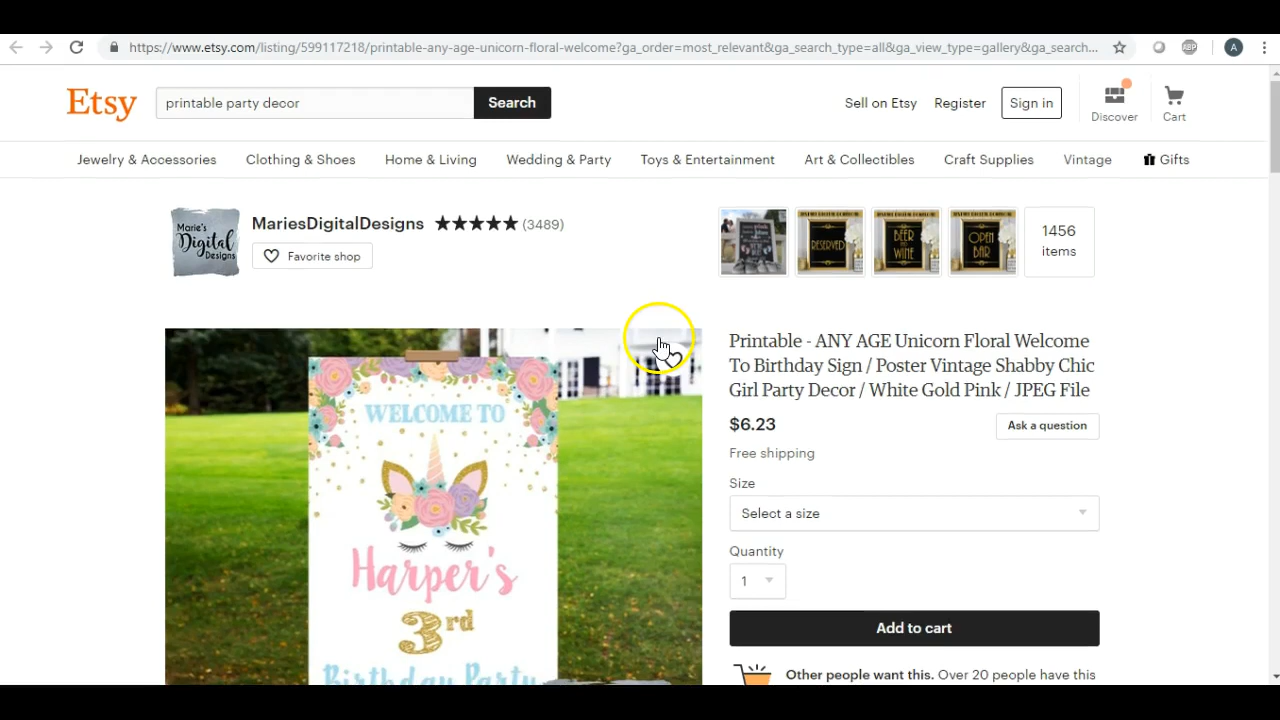 https://www.etsy.com/listing/599117218/printable-any-age-unicorn-floral-welcome?ga_order=most_relevant&ga_search_type=all&ga_view_type=gallery&ga_search...
ABP
A
Etsy
printable party decor
Search
Sell on Etsy
Register
Sign in
Discover
Cart
Jewelry & Accessories
Clothing & Shoes
Home & Living
Wedding & Party
Toys & Entertainment
Art & Collectibles
Craft Supplies
Vintage
Gifts
Marie's
Digital
Designs
MariesDigitalDesigns
(3489)
Favorite shop
RESERVED
BEER
AND
WINE
OPEN
BAR
1456
items
WELCOME TO
Harper's
3rd
Birthday Party
Printable - ANY AGE Unicorn Floral Welcome
To Birthday Sign / Poster Vintage Shabby Chic
Girl Party Decor / White Gold Pink / JPEG File
$6.23
Ask a question
Free shipping
Size
Select a size
Quantity
1
Add to cart
Other people want this. Over 20 people have this